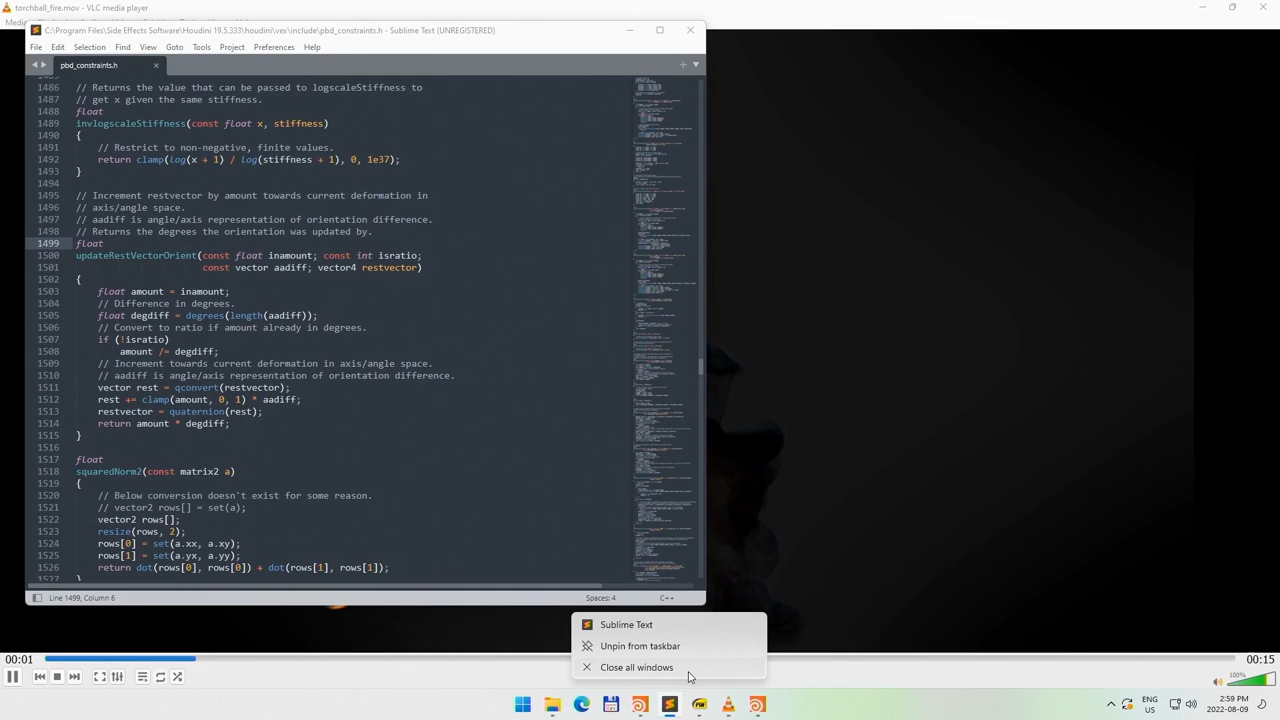 torchball_fire.mov - VLC media player
C:\Program Files\Side Effects Software\Houdini 19.5.333\houdini\vex\include\pbd_constraints.h - Sublime Text (UNREGISTERED)
File Edit Selection Find View Goto Tools Project Preferences Help
pbd_constraints.h
1486 // Returns the value that can be passed to logscaleStiffness to
1487 // get x given the same stiffness.
1488 float
1489 invlogscaleStiffness(const float x, stiffness)
1490 {
1491 // Restrict to non-negative, finite values.
1492 return clamp(log(x + 1) / log(stiffness + 1), 0, 1e37);
1493 }
1494
1495 // Increment restvector by amount towards current deformation in
1496 // axis/angle space.
1497 // aadiff is angle/axis representation of orientation difference.
1498 // Returns the degrees the orientation was updated by.
1499 float
1500 updateRestVectorOrient(const float inamount; const int isratio;
1501 const vector aadiff; vector4 restvector)
1502 {
1503 float amount = inamount;
1504 // Difference in degrees.
1505 float degdiff = degrees(length(aadiff));
1506 // Convert to ratio if amount already in degrees.
1507 if (!isratio)
1508 amount /= degdiff;
1509 // increment towards current deformation in axis/angle space.
1510 // aadiff is angle/axis representation of orientation difference.
1511 vector rest = qconvert(restvector);
1512 rest += clamp(amount, 0, 1) * aadiff;
1513 restvector = quaternion(rest);
1514 return amount * degdiff;
1515 }
1516
1517 float
1518 squaredNorm2(const matrix2 a)
1519 {
1520 // Row conversion doesn't exist for some reason.
1521 // vector2 rows[] = set(a);
1522 vector2 rows[];
1523 resize(rows, 2);
1524 rows[0] = set(a.xx, a.xy);
1525 rows[1] = set(a.yx, a.yy);
1526 return dot(rows[0], rows[0]) + dot(rows[1], rows[1]);
1527 }
Line 1499, Column 6 Spaces: 4 C++
Sublime Text
Unpin from taskbar
Close all windows
00:01 00:15
100%
ENG
US
2:59 PM
2022-08-09